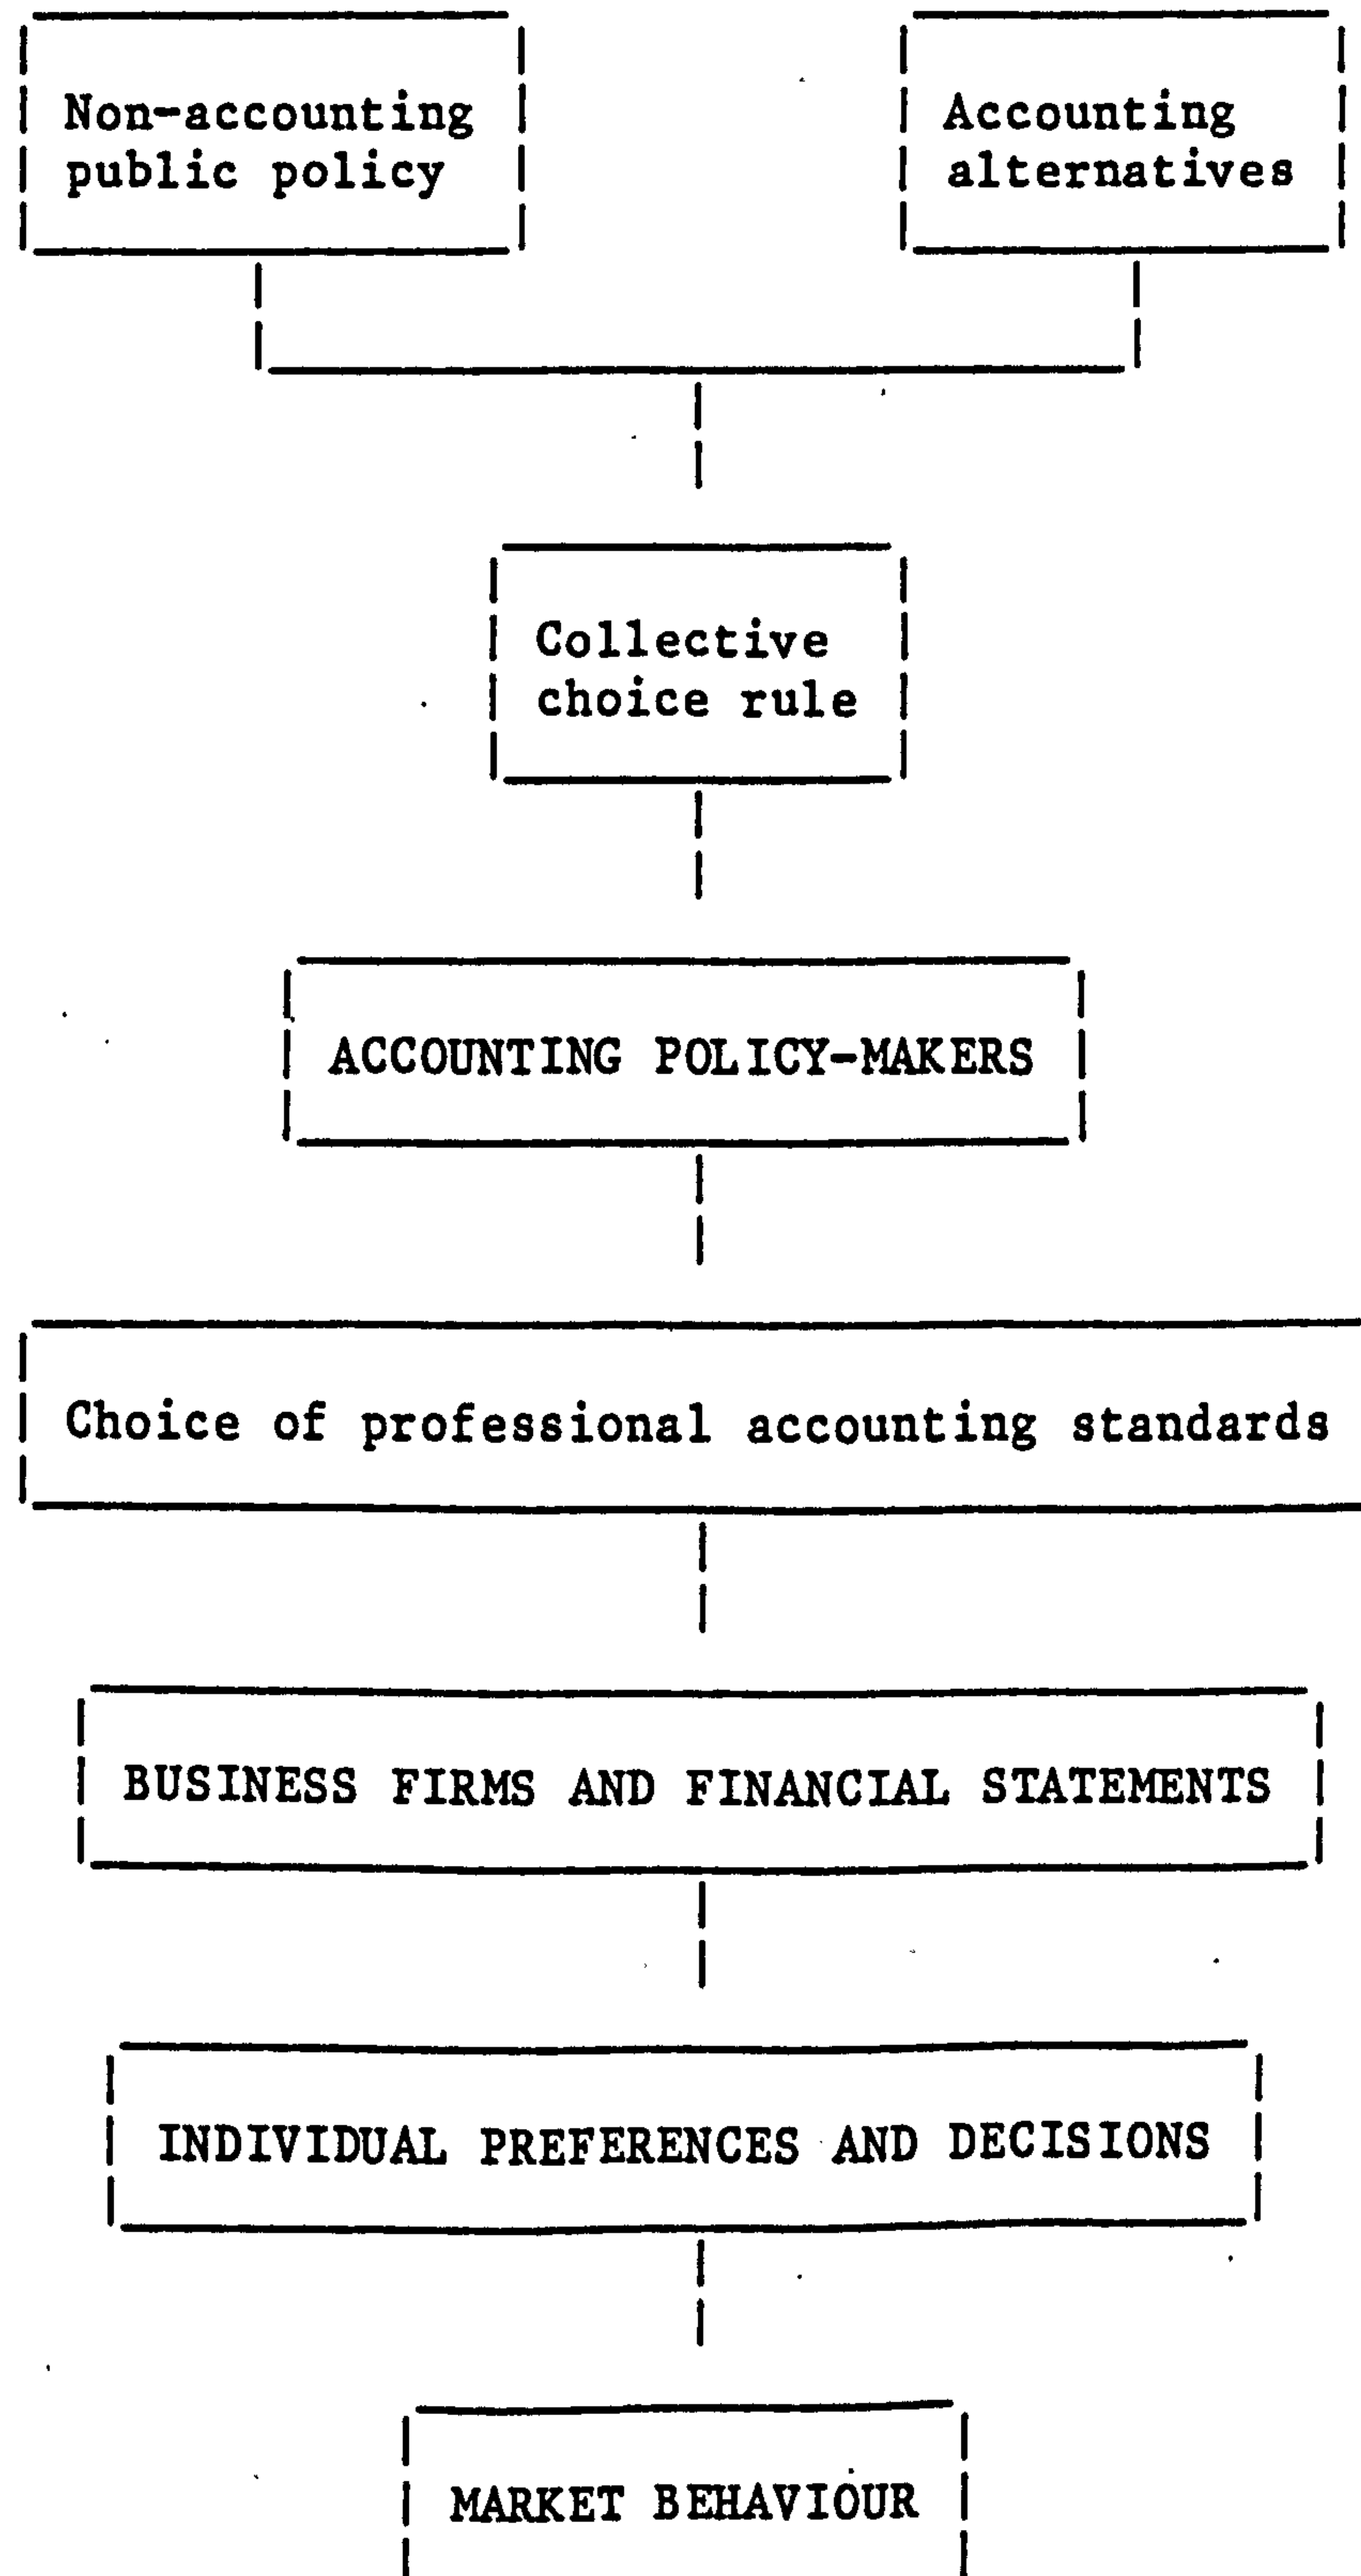 Non-accounting
public policy
Accounting
alternatives
Collective
choice rule
ACCOUNTING POLICY-MAKERS
Choice of professional accounting standards
BUSINESS FIRMS AND FINANCIAL STATEMENTS
INDIVIDUAL PREFERENCES AND DECISIONS
MARKET BEHAVIOUR